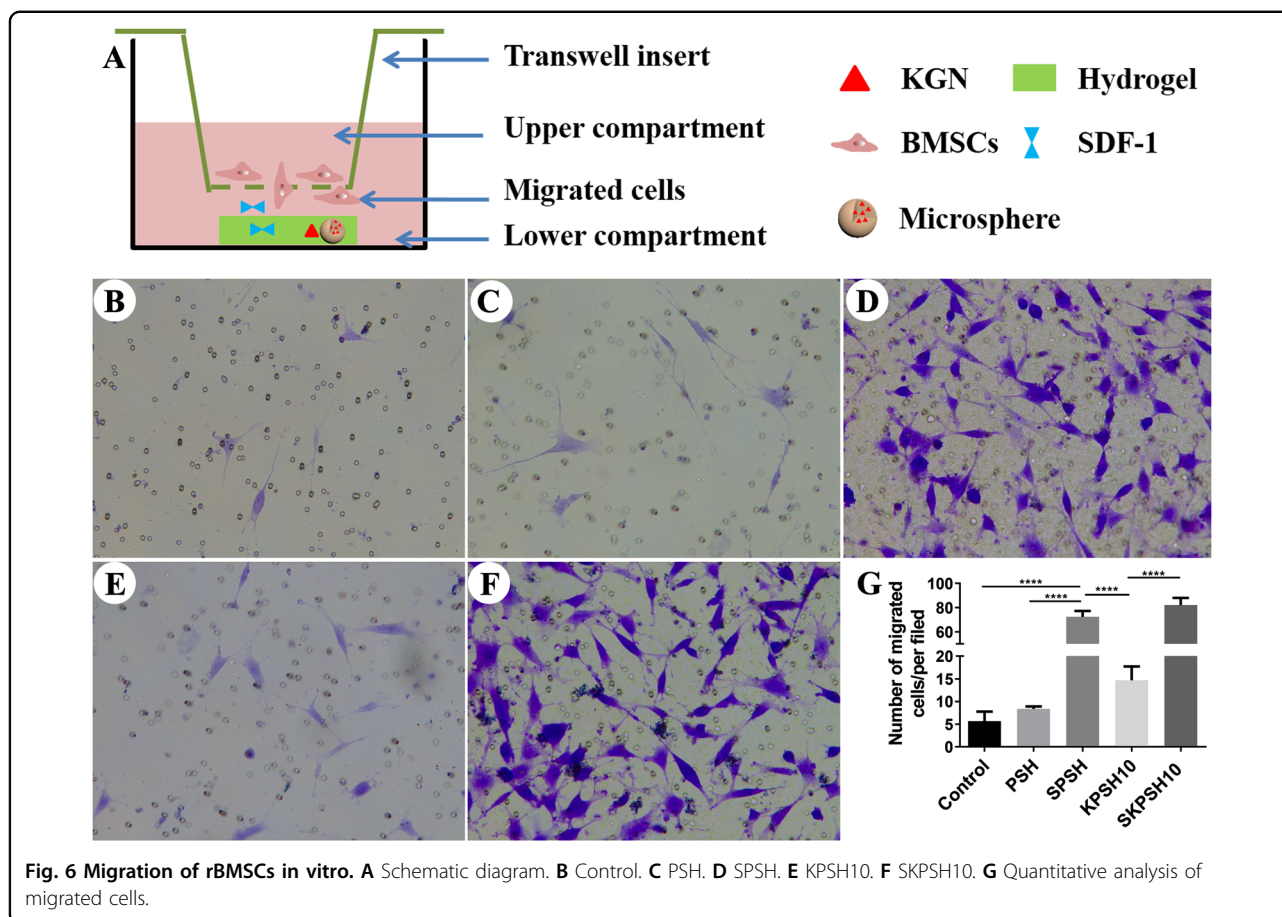 A
Transwell insert
Upper compartment
Migrated cells
Lower compartment
KGN
Hydrogel
BMSCs
SDF-1
Microsphere
B
C
D
E
F
G
Number of migrated
cells/per filed
100
80
60
20
15
10
5
0
****
****
****
****
Control
PSH
SPSH
KPSH10
SKPSH10
Fig. 6 Migration of rBMSCs in vitro. A Schematic diagram. B Control. C PSH. D SPSH. E KPSH10. F SKPSH10. G Quantitative analysis of
migrated cells.